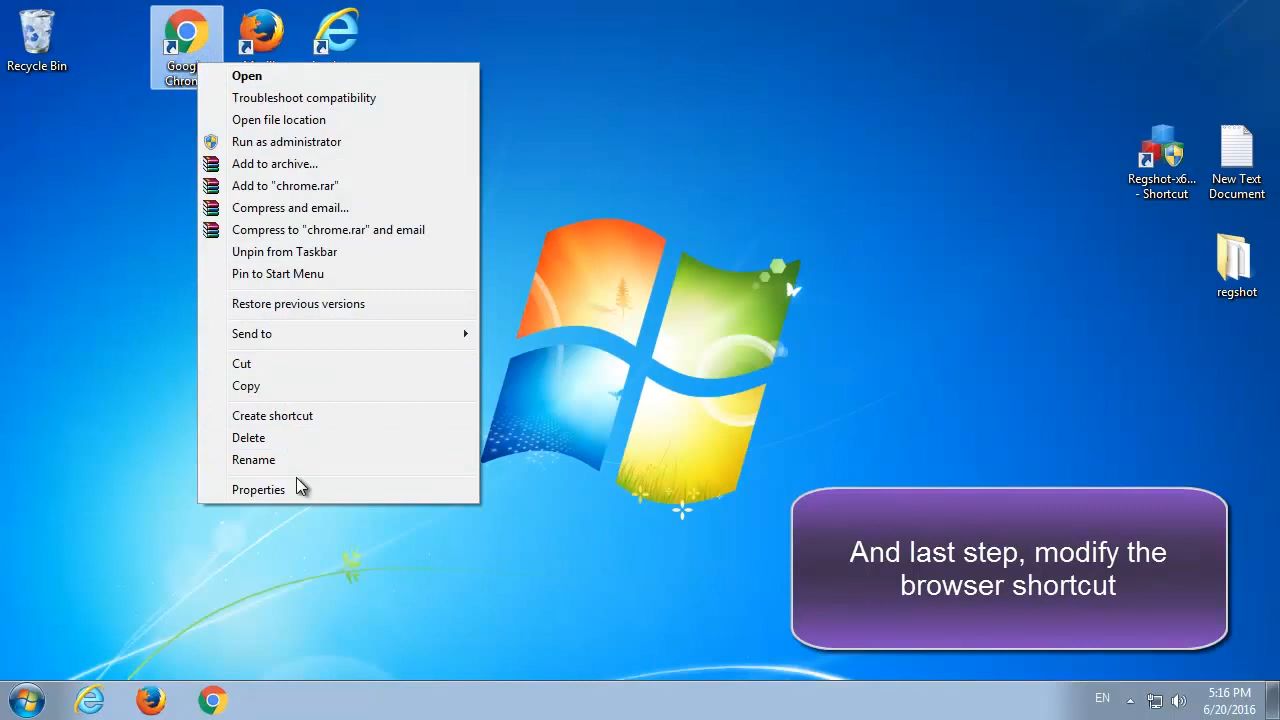 Recycle Bin
Google
Chrome
Open
Troubleshoot compatibility
Open file location
Run as administrator
Add to archive...
Add to "chrome.rar"
Compress and email...
Compress to "chrome.rar" and email
Unpin from Taskbar
Pin to Start Menu
Restore previous versions
Send to
Cut
Copy
Create shortcut
Delete
Rename
Properties
Regshot-x6...
- Shortcut
New Text
Document
regshot
And last step, modify the
browser shortcut
EN
5:16 PM
6/20/2016